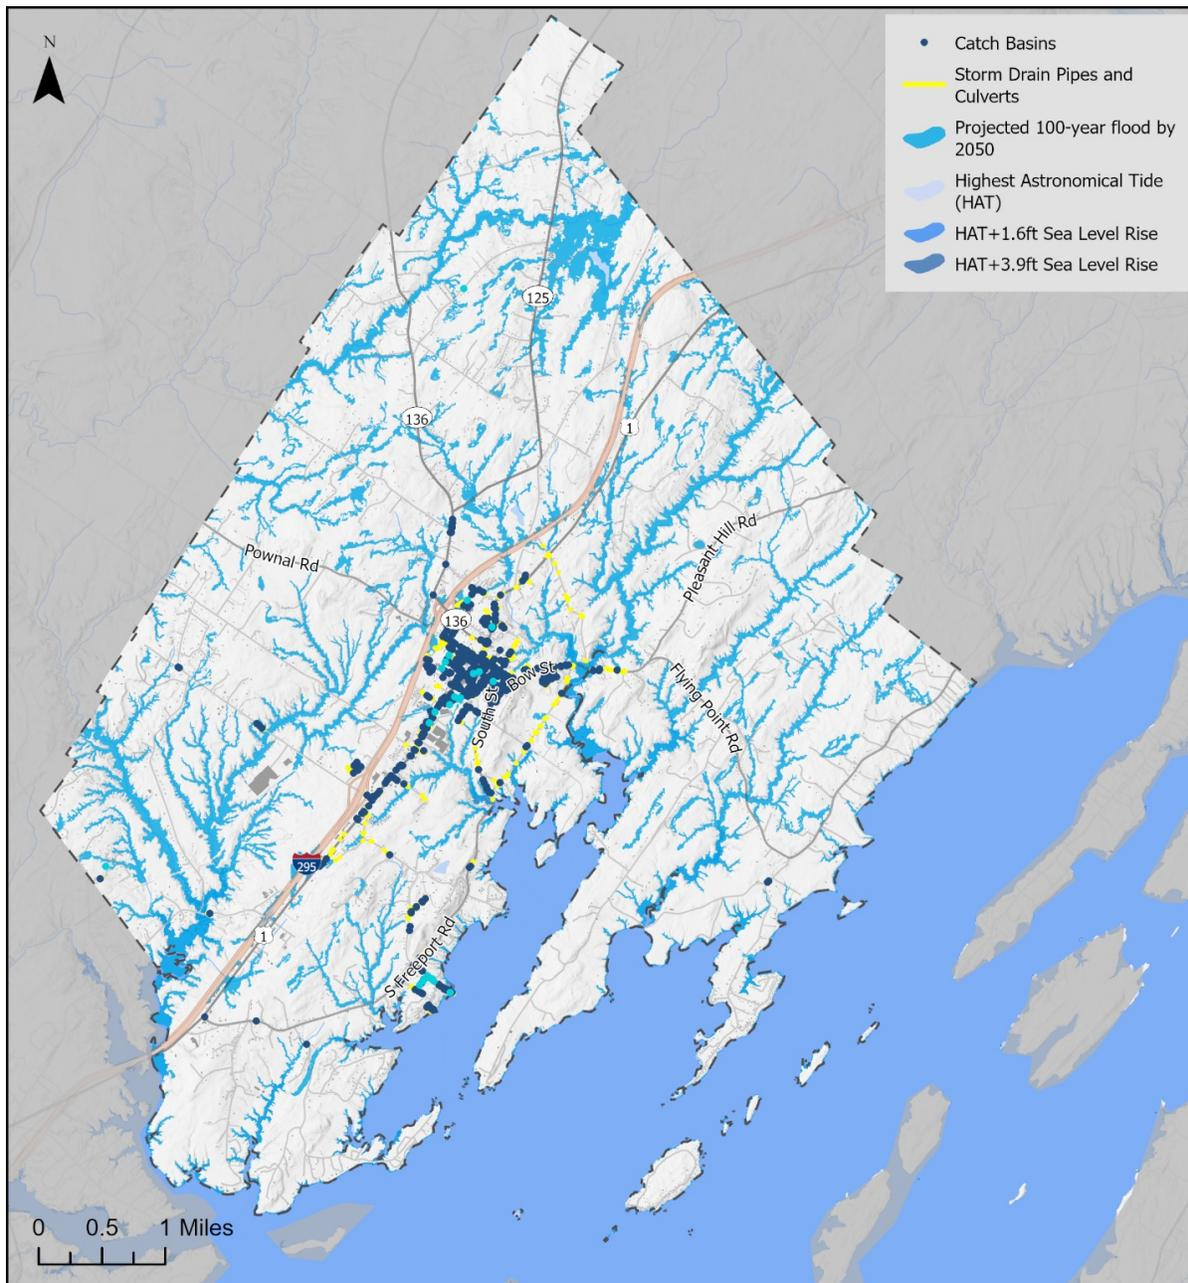 N
Catch Basins
Storm Drain Pipes and
Culverts
Projected 100-year flood by
2050
Highest Astronomical Tide
(HAT)
HAT+1.6ft Sea Level Rise
HAT+3.9ft Sea Level Rise
125
136
1
Pleasant Hill Rd
Pownal Rd
136
Bow St
South St
Flying Point Rd
295
1
S Freeport Rd
0 0.5 1 Miles